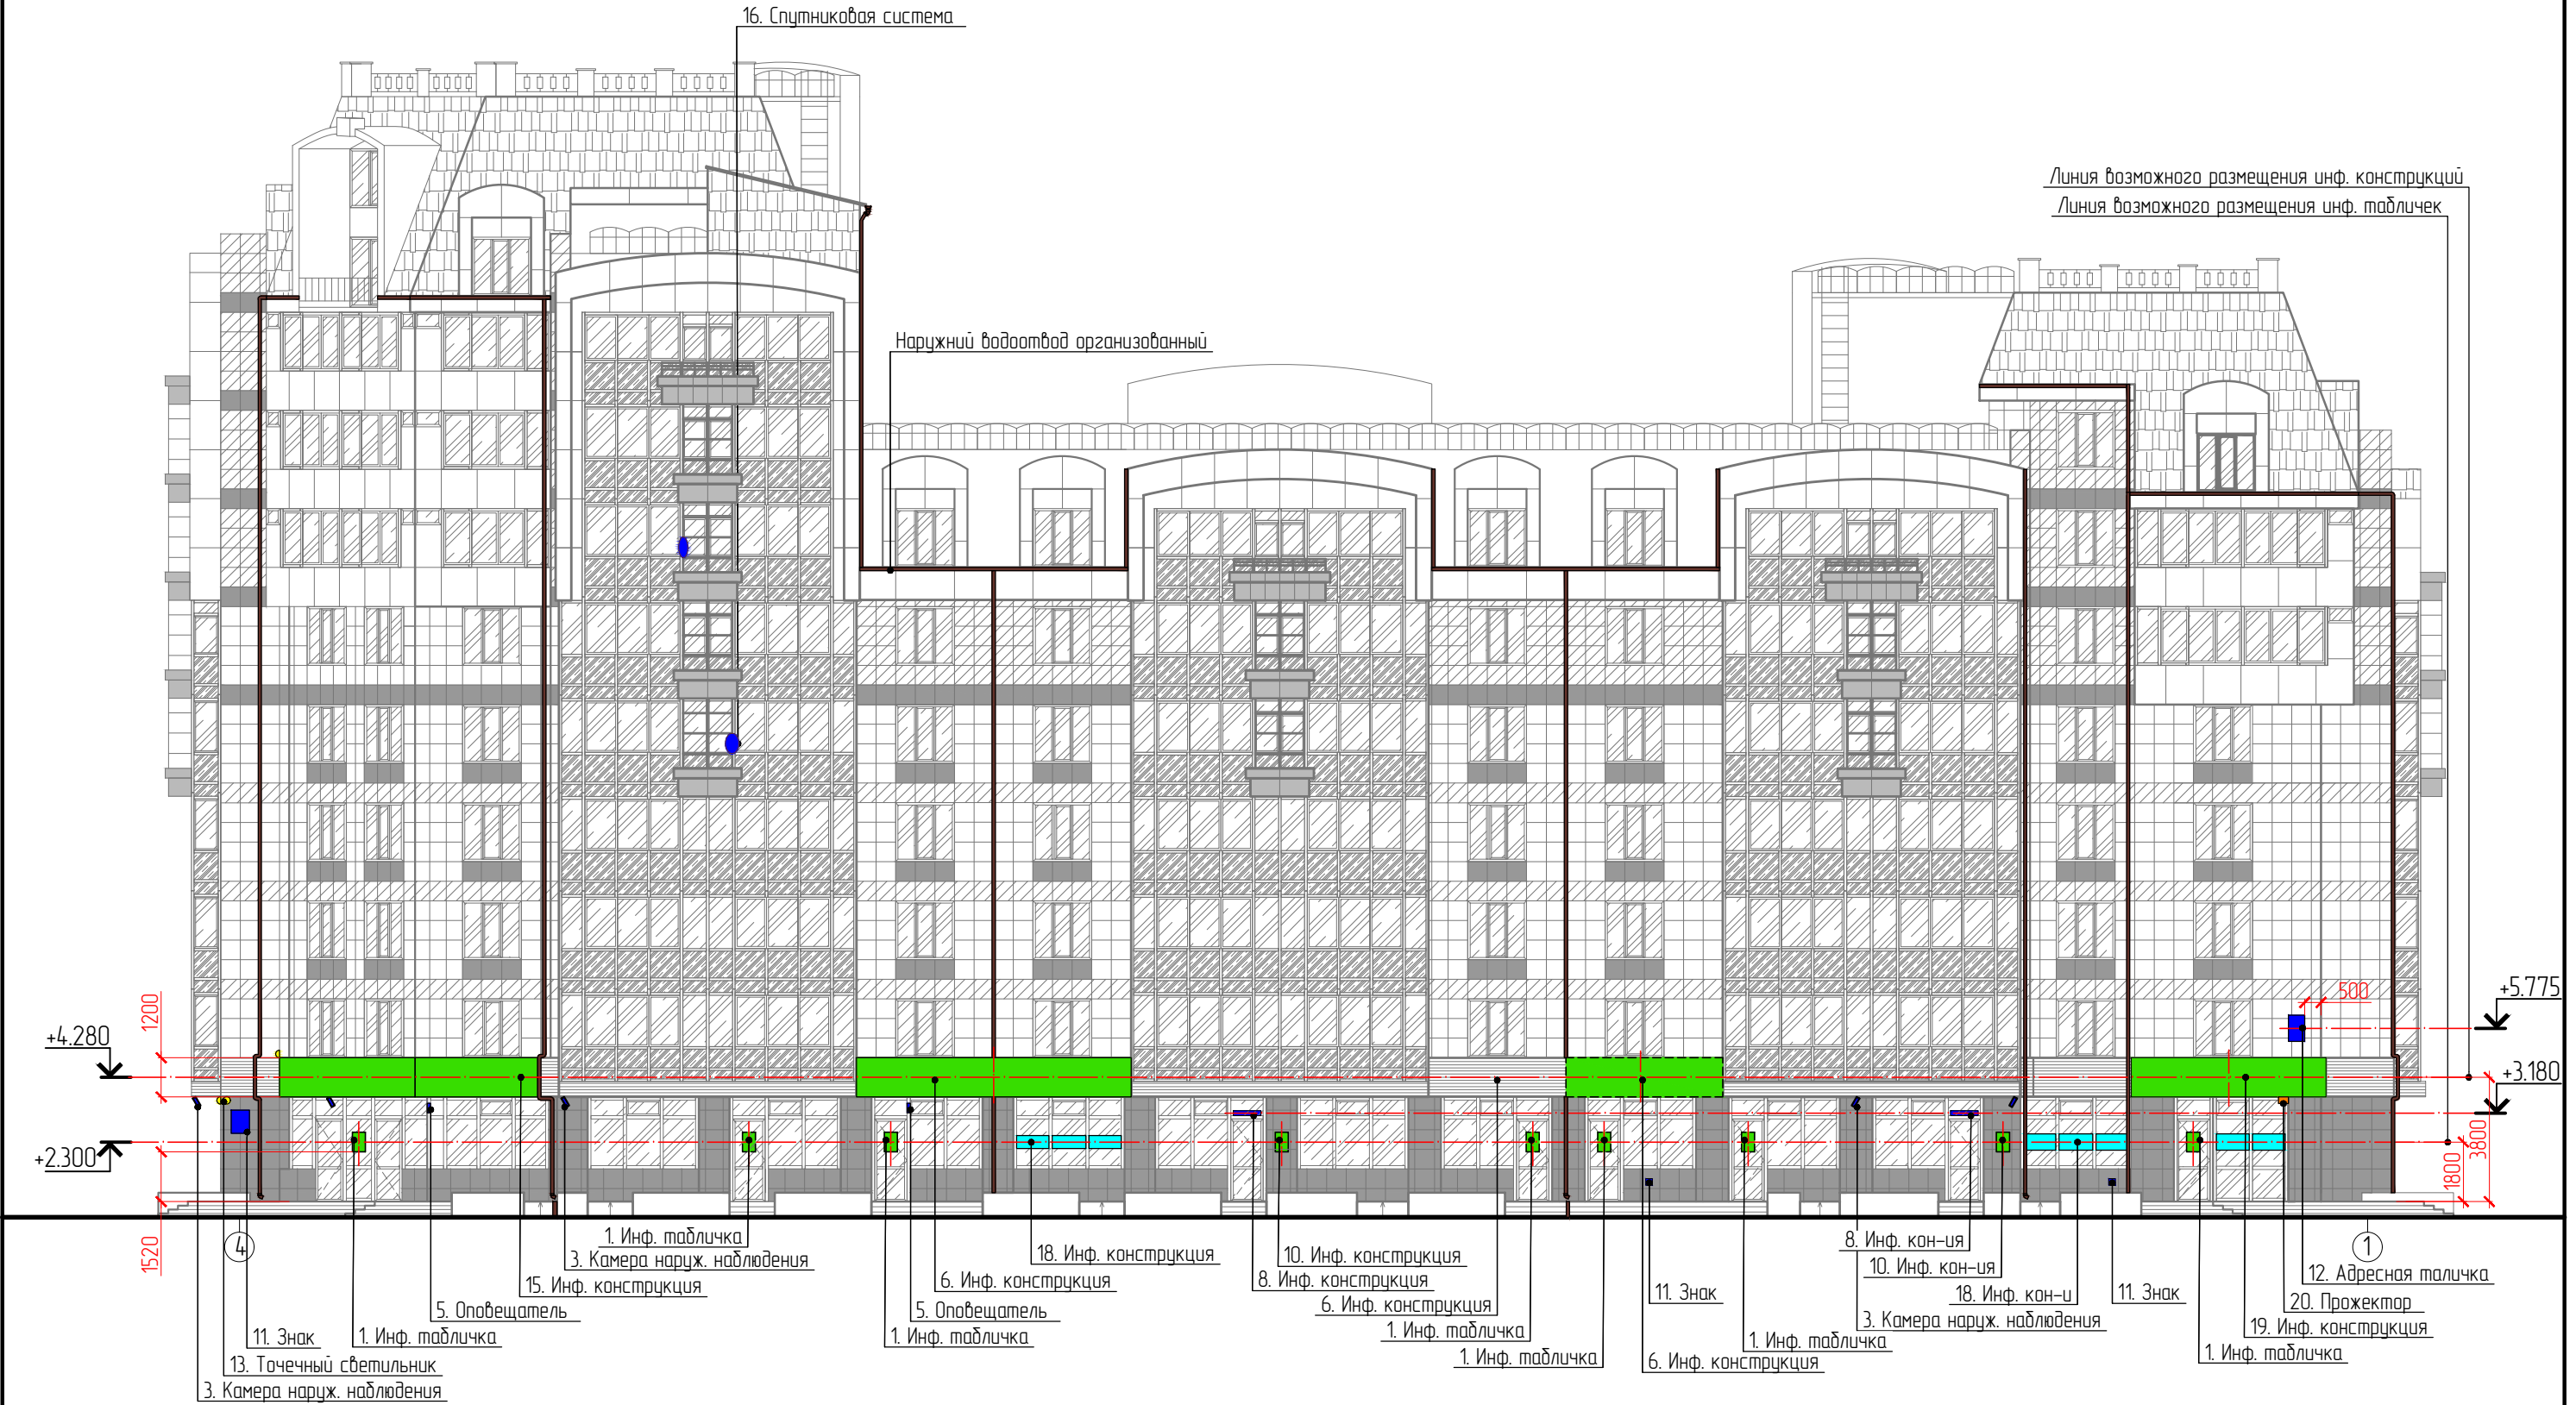 16. Спутниковая система
Линия возможного размещения инф. конструкций
Линия возможного размещения инф. табличек
Наружний водоотвод организованный
1200
500
+5.775
+4.280
+3.180
+2.300
3800
1800
1520
4
1
1. Инф. табличка
3. Камера наруж. наблюдения
15. Инф. конструкция
5. Оповещатель
11. Знак
1. Инф. табличка
13. Точечный светильник
3. Камера наруж. наблюдения
18. Инф. конструкция
6. Инф. конструкция
5. Оповещатель
1. Инф. табличка
10. Инф. конструкция
8. Инф. конструкция
6. Инф. конструкция
1. Инф. табличка
1. Инф. табличка
11. Знак
8. Инф. кон-ия
10. Инф. кон-ия
18. Инф. кон-и
3. Камера наруж. наблюдения
1. Инф. табличка
6. Инф. конструкция
11. Знак
12. Адресная таличка
20. Прожектор
19. Инф. конструкция
1. Инф. табличка